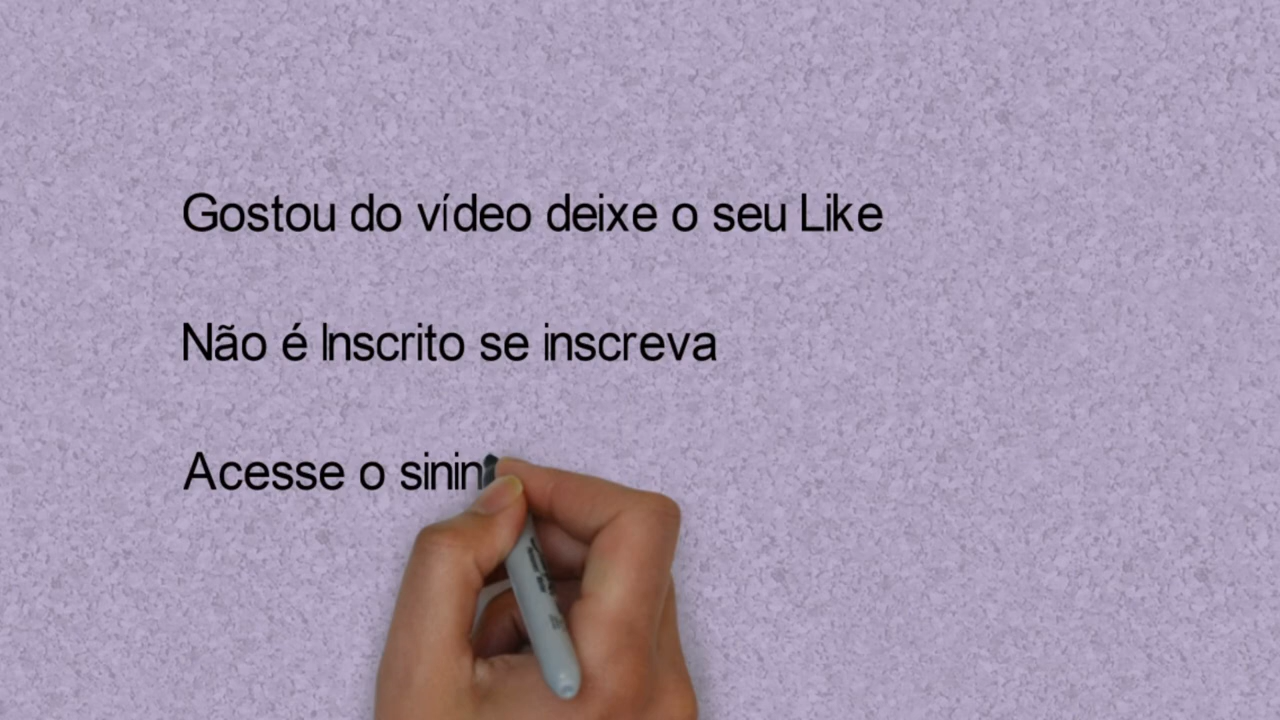 Gostou do vídeo deixe o seu Like
Não é Inscrito se inscreva
Acesse o sinin